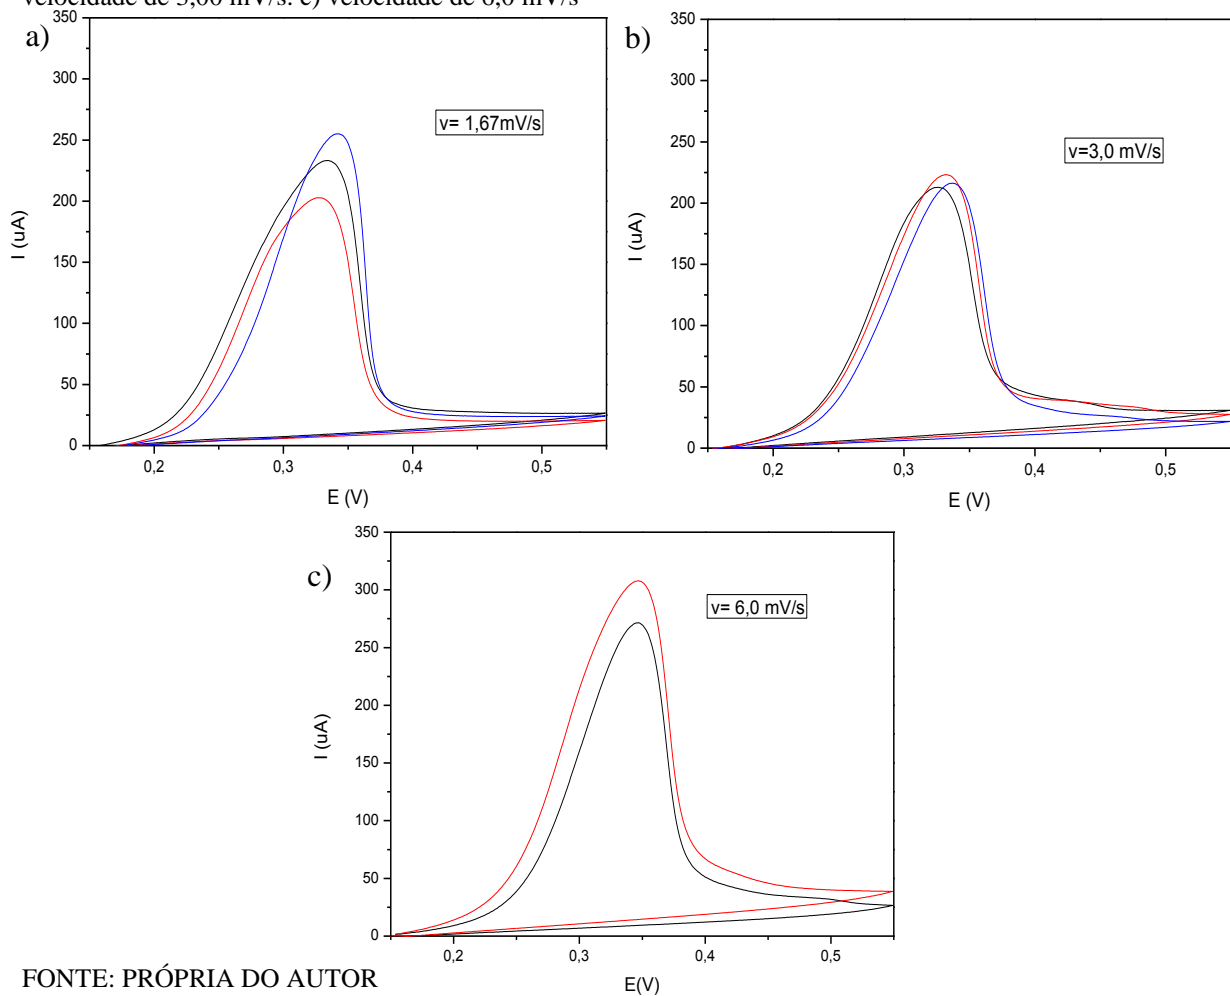 velocidade de 3,00 mV/s. c) velocidade de 6,0 mV/s
a)
350
300
250
200
150
100
50
0
I (uA)
v= 1,67mV/s
0,2
0,3
0,4
0,5
E (V)
b)
350
300
250
200
150
100
50
0
I (uA)
v=3,0 mV/s
0,2
0,3
0,4
0,5
E (V)
c)
350
300
250
200
150
100
50
0
I (uA)
v= 6,0 mV/s
0,2
0,3
0,4
0,5
E(V)
FONTE: PRÓPRIA DO AUTOR